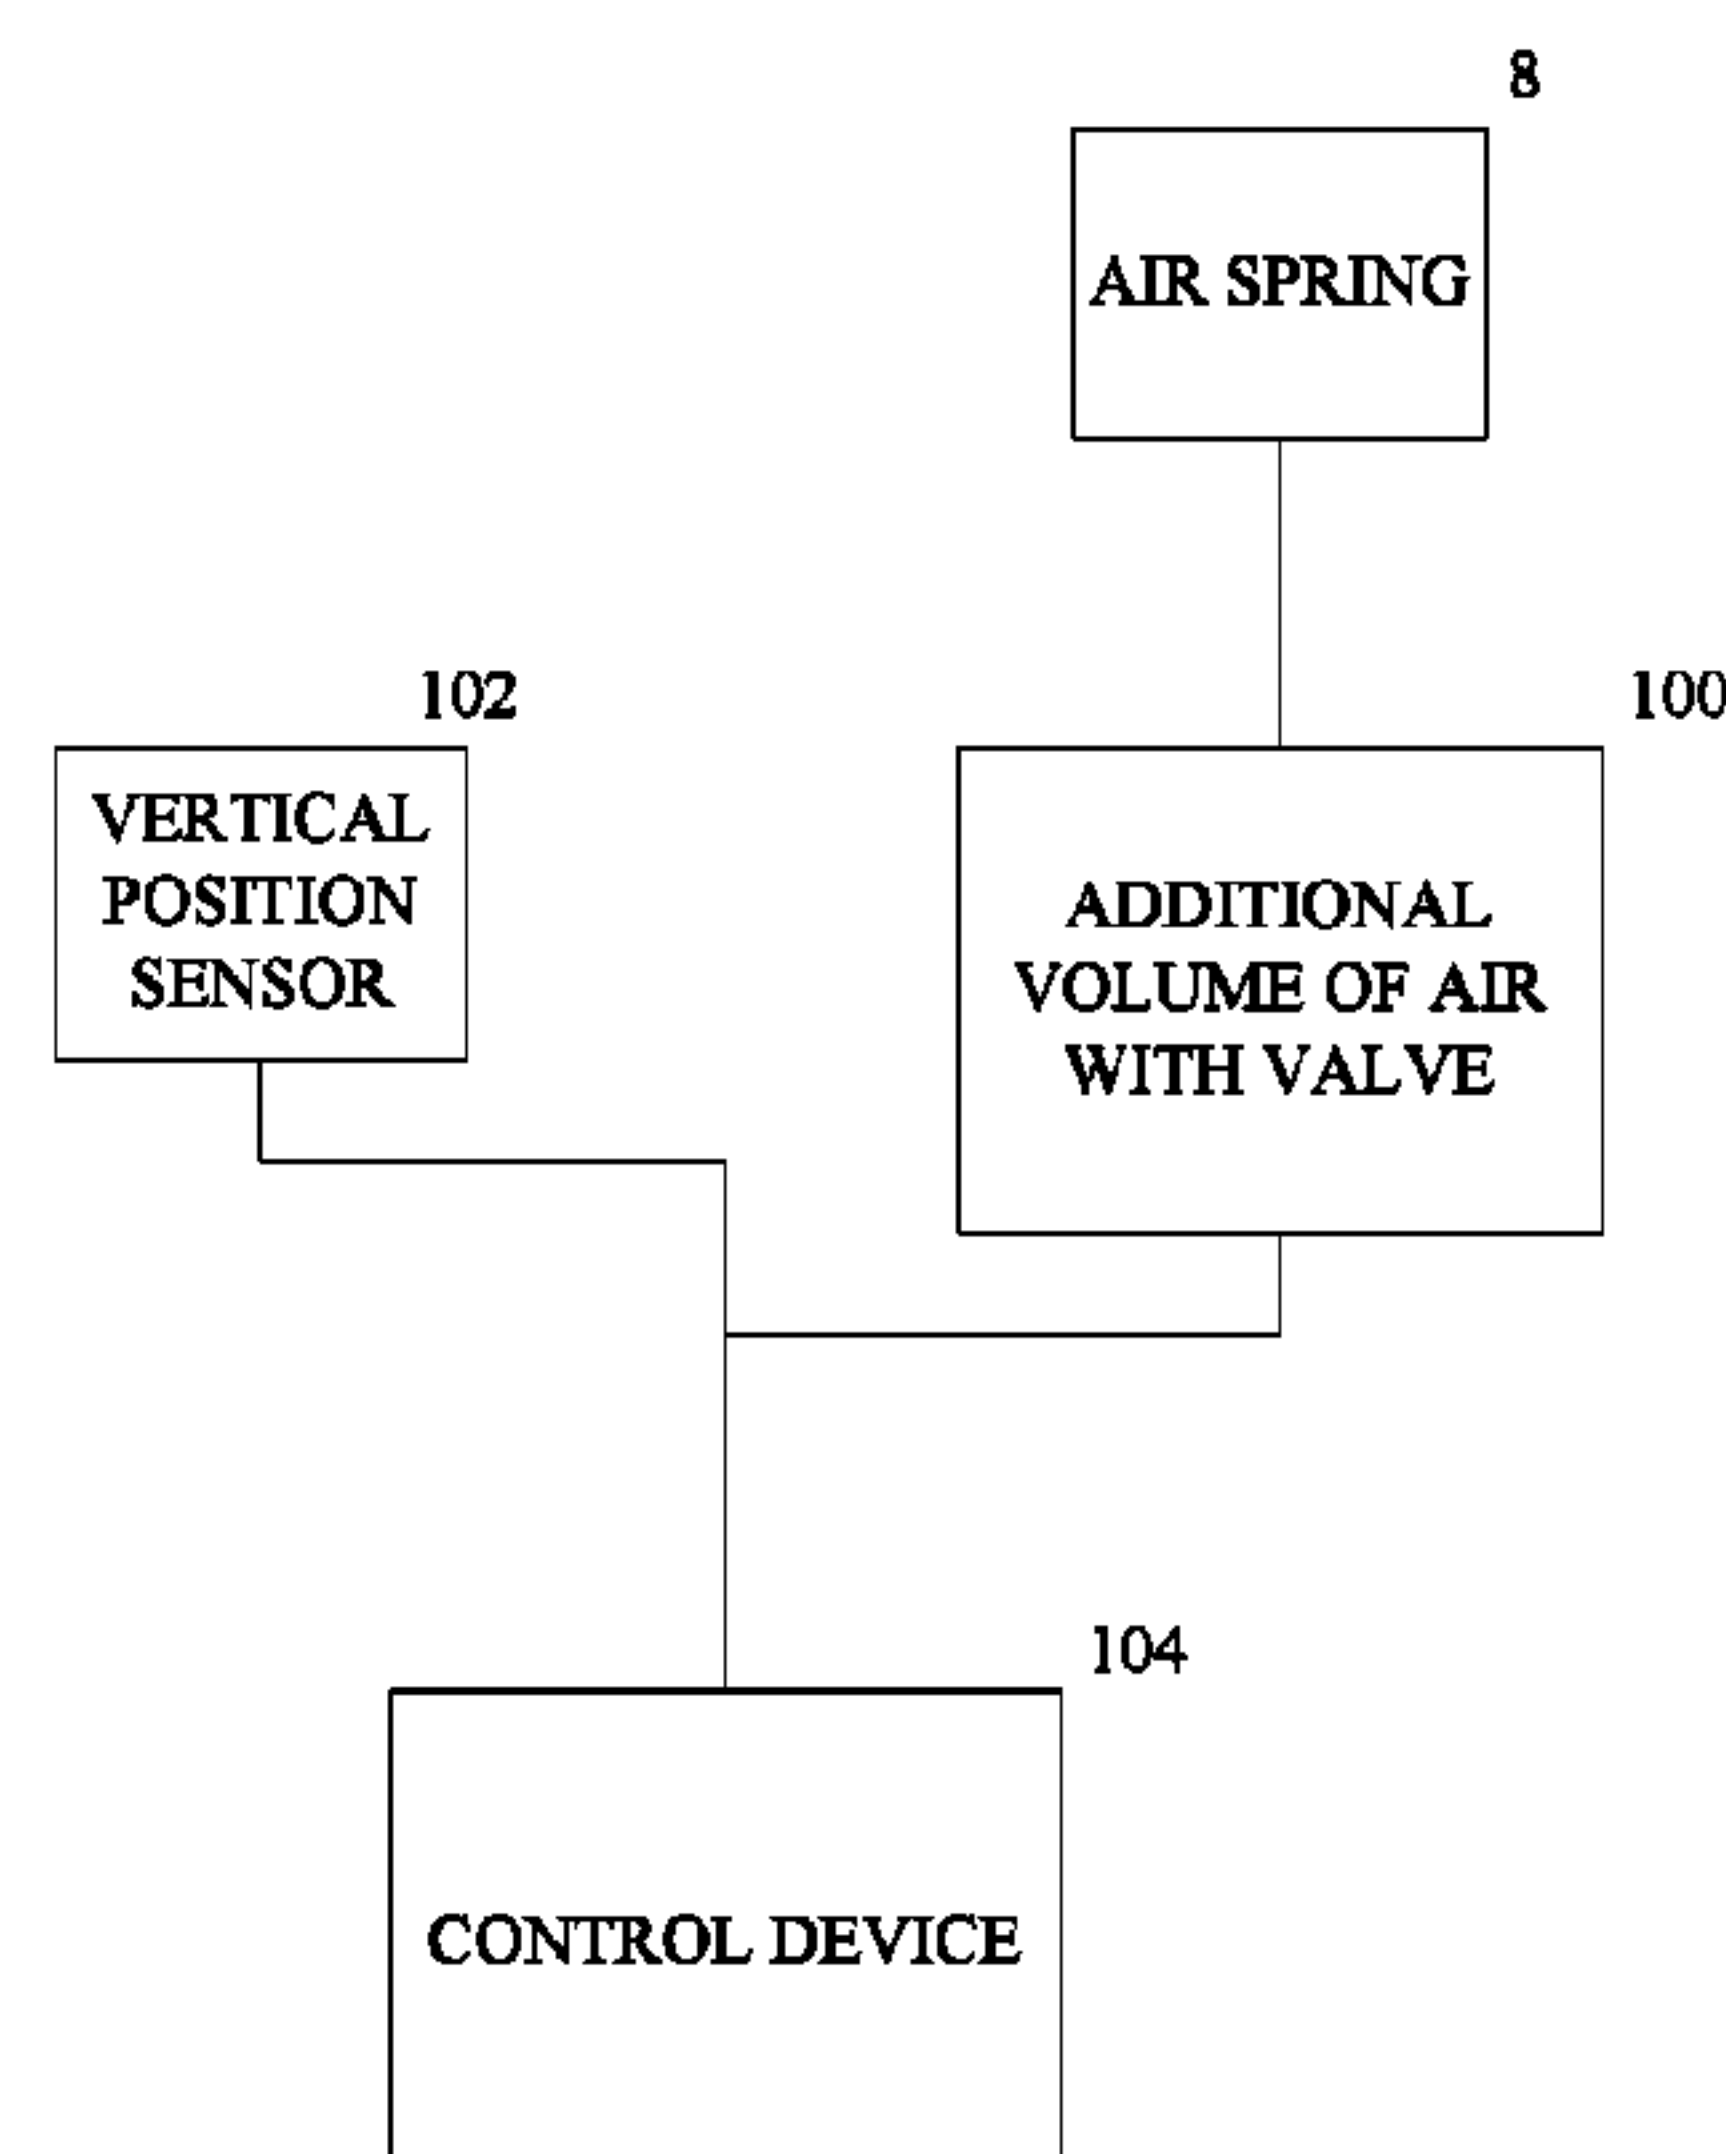 8
AIR SPRING
102
100
VERTICAL
POSITION
SENSOR
ADDITIONAL
VOLUME OF AIR
WITH VALVE
104
CONTROL DEVICE